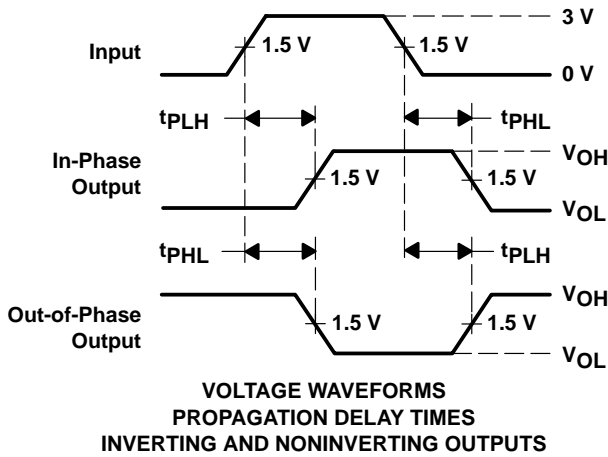 3 V
Input
1.5 V
1.5 V
0 V
tPLH
tPHL
In-Phase
Output
1.5 V
1.5 V
VOH
VOL
tPHL
tPLH
Out-of-Phase
Output
1.5 V
1.5 V
VOH
VOL
VOLTAGE WAVEFORMS
PROPAGATION DELAY TIMES
INVERTING AND NONINVERTING OUTPUTS